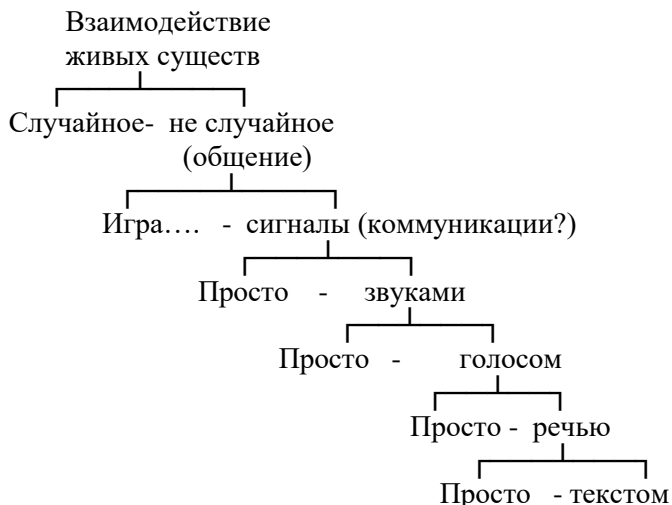 Взаимодействие
живых существ
Случайное- не случайное
(общение)
Игра…. - сигналы (коммуникации?)
Просто - звуками
Просто - голосом
Просто - речью
Просто - текстом